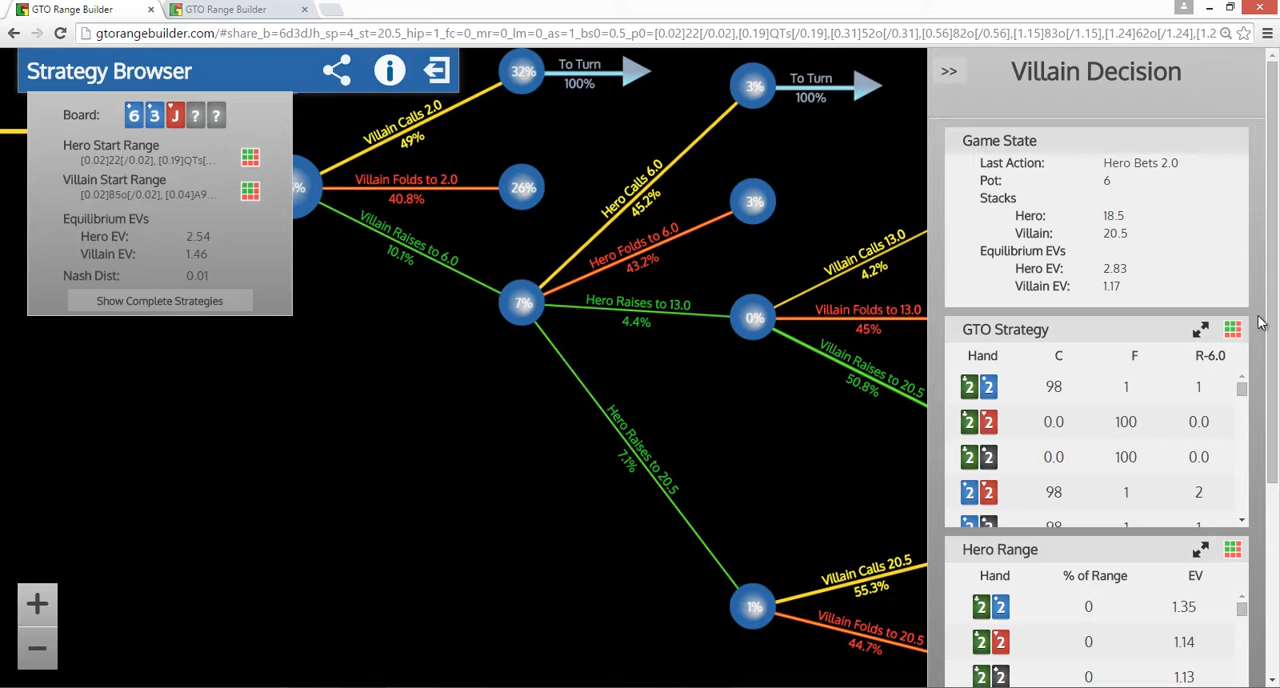 GTO Range Builder
GTO Range Builder
gtorangebuilder.com/#share_b=6d3dJh_sp=4_st=20.5_hip=1_fc=0_mr=0_lm=0_as=1_bs0=0.5_p0=[0.02]22[/0.02],[0.19]QTs[/0.19],[0.31]52o[/0.31],[0.56]82o[/0.56],[1.15]83o[/1.15],[1.24]62o[/1.24],[1.2
Strategy Browser
Board: 6 3 J ? ?
Hero Start Range
[0.02]22[/0.02], [0.19]QTs[...
Villain Start Range
[0.02]85o[/0.02], [0.04]A9...
Equilibrium EVs
Hero EV: 2.54
Villain EV: 1.46
Nash Dist: 0.01
Show Complete Strategies
32%
To Turn
100%
Villain Calls 2.0
49%
Villain Folds to 2.0
40.8%
26%
Villain Raises to 6.0
10.1%
7%
3%
To Turn
100%
Hero Calls 6.0
45.2%
Hero Folds to 6.0
43.2%
3%
Hero Raises to 13.0
4.4%
0%
Villain Calls 13.0
4.2%
Villain Folds to 13.0
45%
Villain Raises to 20.5
50.8%
Hero Raises to 20.5
7.1%
1%
Villain Calls 20.5
55.3%
Villain Folds to 20.5
44.7%
+
−
>>
Villain Decision
Game State
Last Action: Hero Bets 2.0
Pot: 6
Stacks
Hero: 18.5
Villain: 20.5
Equilibrium EVs
Hero EV: 2.83
Villain EV: 1.17
GTO Strategy
Hand C F R-6.0
2 2 98 1 1
2 2 0.0 100 0.0
2 2 0.0 100 0.0
2 2 98 1 2
2 2 98 1 1
Hero Range
Hand % of Range EV
2 2 0 1.35
2 2 0 1.14
2 2 0 1.13